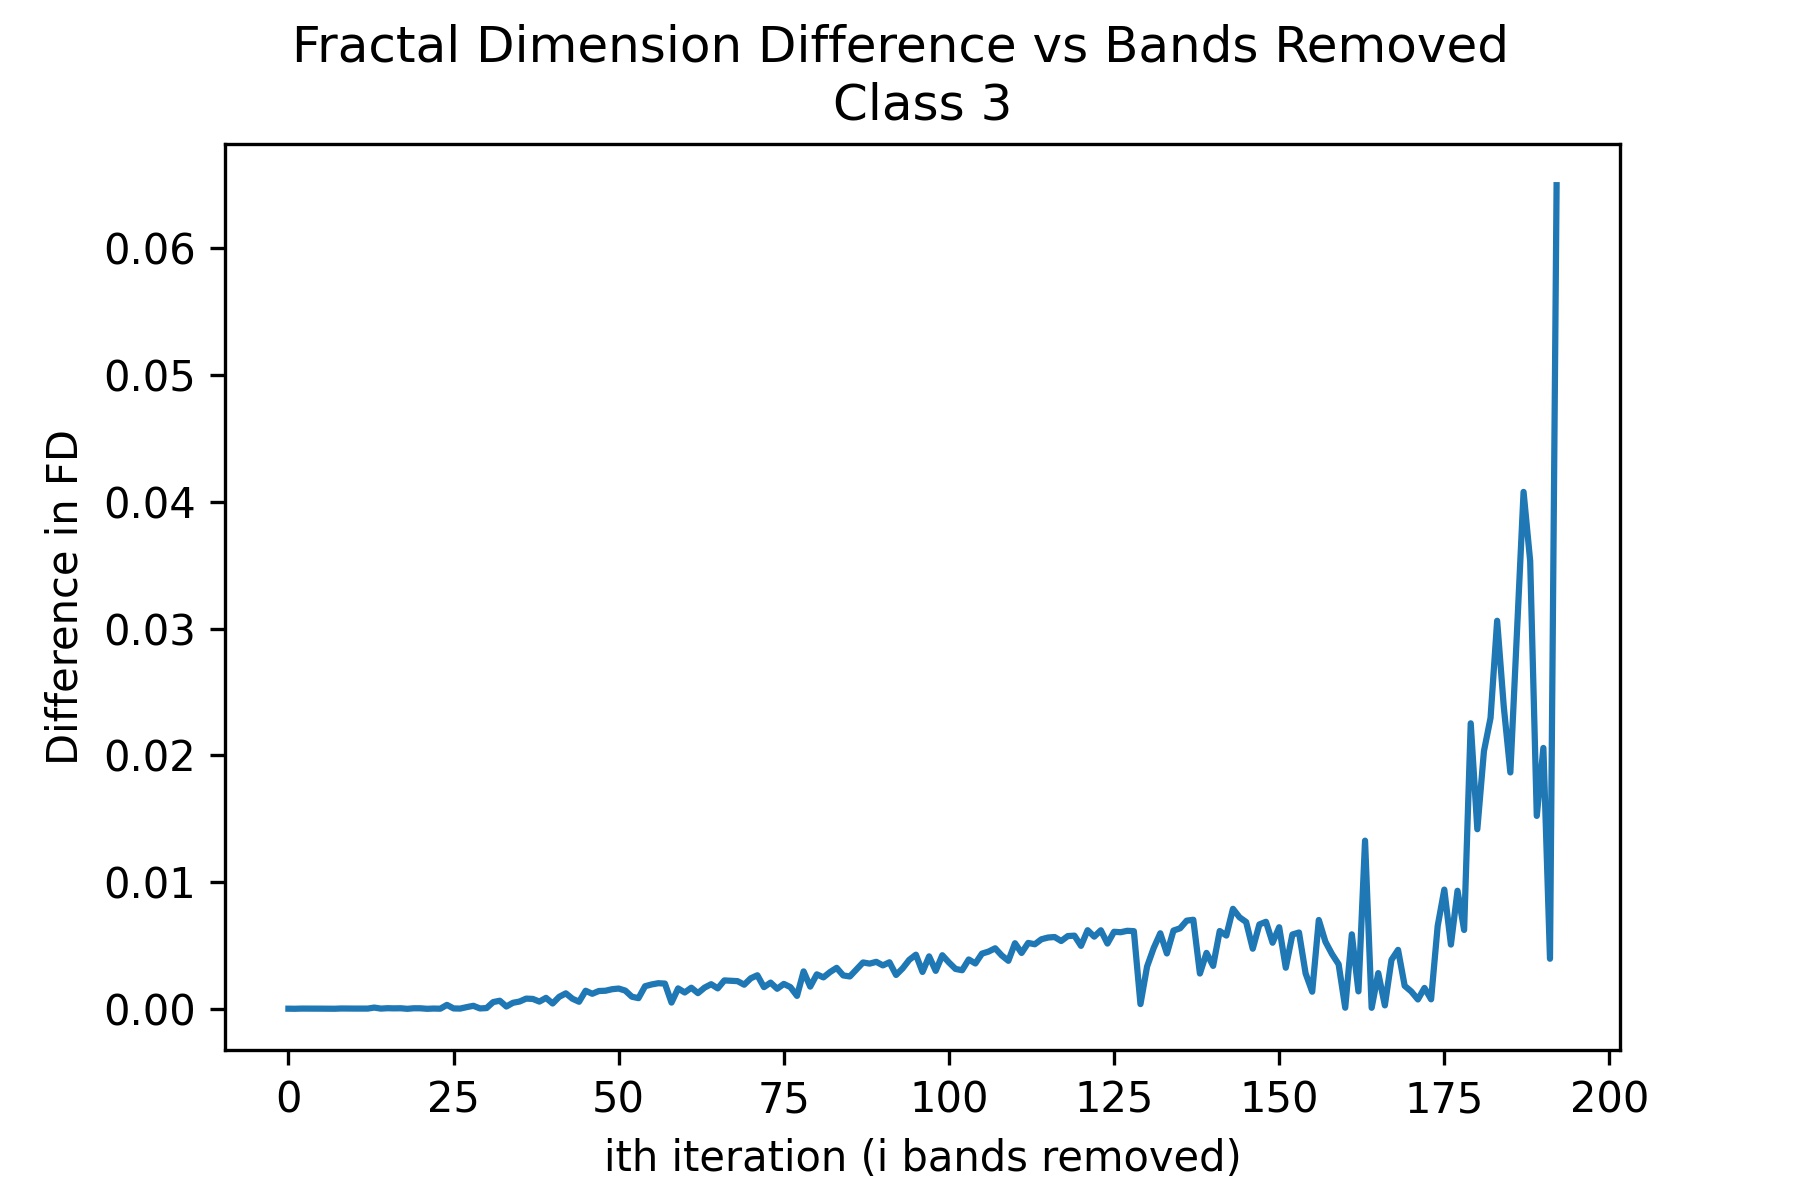 Fractal Dimension Difference vs Bands Removed
Class 3
Difference in FD
0.06
0.05
0.04
0.03
0.02
0.01
0.00
0 25 50 75 100 125 150 175 200
ith iteration (i bands removed)